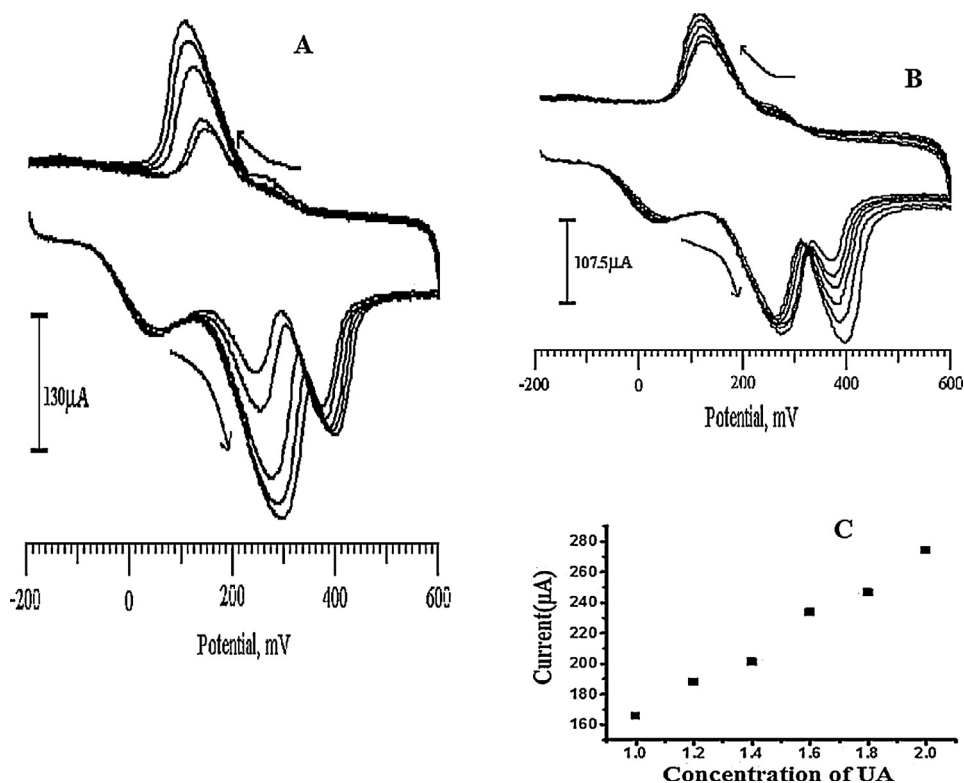 A
130μA
-200 0 200 400 600
Potential, mV
B
107.5μA
-200 0 200 400 600
Potential, mV
C
Current(μA)
280
260
240
220
200
180
160
1.0 1.2 1.4 1.6 1.8 2.0
Concentration of UA